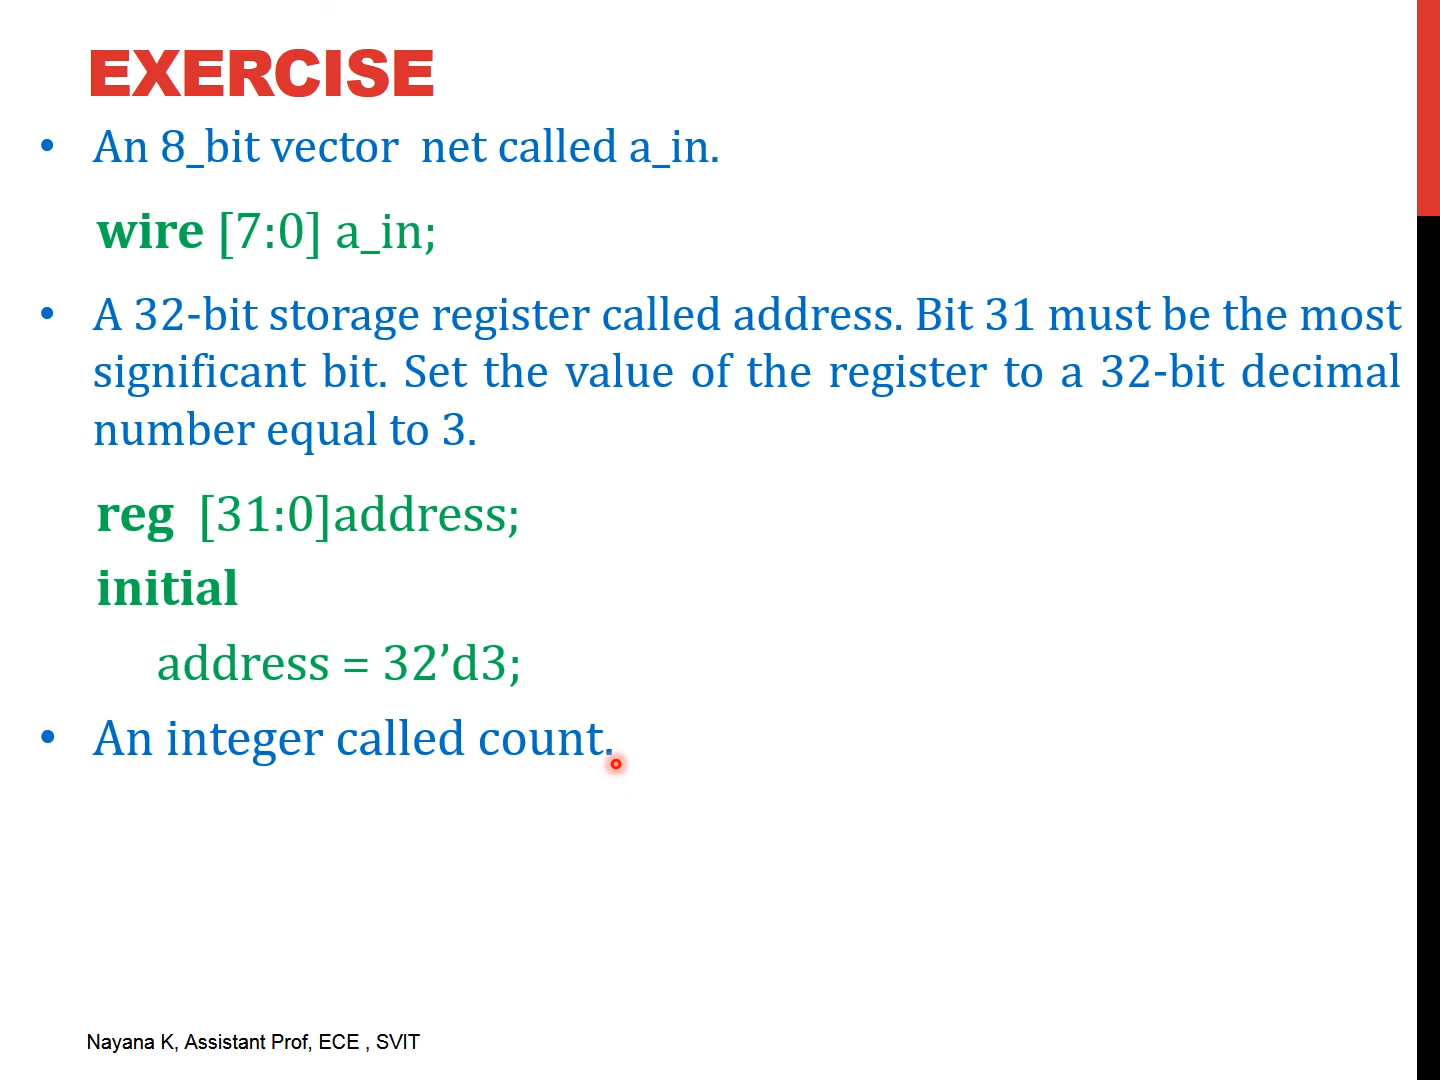 EXERCISE
• An 8_bit vector net called a_in.
wire [7:0] a_in;
• A 32-bit storage register called address. Bit 31 must be the most
significant bit. Set the value of the register to a 32-bit decimal
number equal to 3.
reg [31:0]address;
initial
address = 32’d3;
• An integer called count.
Nayana K, Assistant Prof, ECE , SVIT